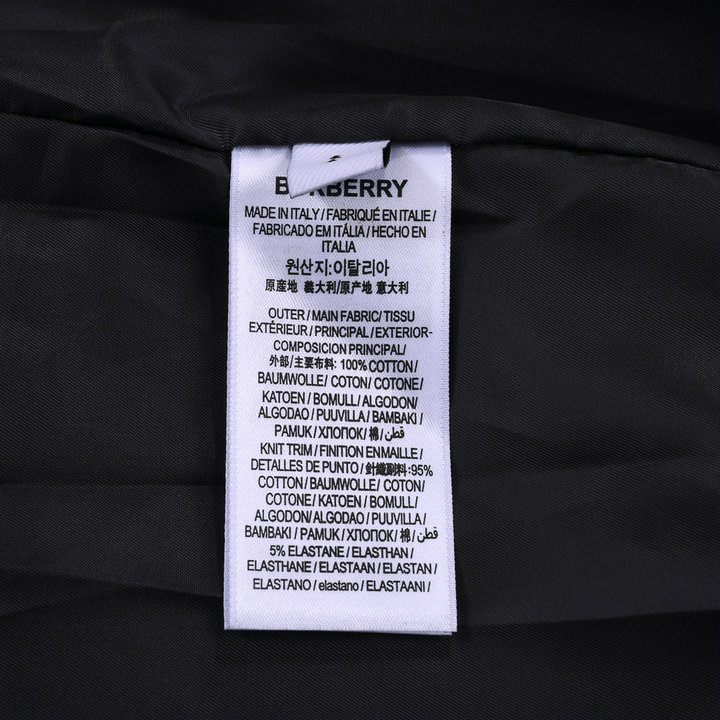 BURBERRY
MADE IN ITALY / FABRIQUÉ EN ITALIE /
FABRICADO EM ITÁLIA / HECHO EN
ITALIA
원산지:이탈리아
原産地 義大利/原产地 意大利
OUTER / MAIN FABRIC/ TISSU
EXTÉRIEUR / PRINCIPAL / EXTERIOR-
COMPOSICION PRINCIPAL/
外部/主要布料: 100% COTTON /
BAUMWOLLE / COTON / COTONE /
KATOEN / BOMULL / ALGODON/
ALGODAO / PUUVILLA / BAMBAKI /
PAMUK / ХЛОПОК / 棉/ قطن /
KNIT TRIM / FINITION EN MAILLE /
DETALLES DE PUNTO / 針織副料:95%
COTTON / BAUMWOLLE / COTON /
COTONE / KATOEN / BOMULL /
ALGODON/ ALGODAO / PUUVILLA /
BAMBAKI / PAMUK / ХЛОПОК / 棉/ قطن
5% ELASTANE / ELASTHAN /
ELASTHANE / ELASTAAN / ELASTAN /
ELASTANO / elastano / ELASTAANI /